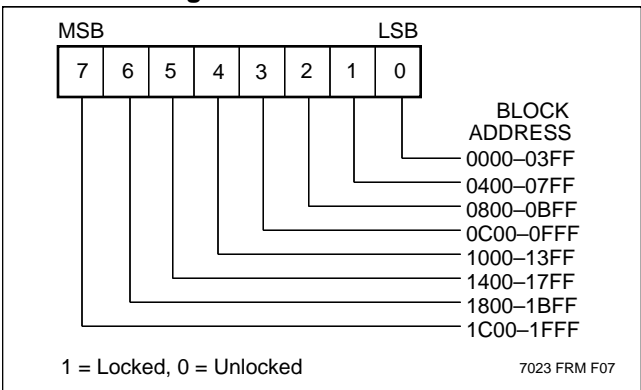 MSB LSB
7 6 5 4 3 2 1 0
BLOCK
ADDRESS
0000–03FF
0400–07FF
0800–0BFF
0C00–0FFF
1000–13FF
1400–17FF
1800–1BFF
1C00–1FFF
1 = Locked, 0 = Unlocked 7023 FRM F07